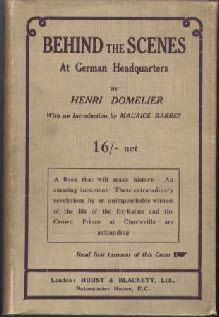 BEHIND THE SCENES
At German Headquarters
BY
HENRI DOMELIER
With an Introduction by MAURICE BARRES
16/- net
A Book that will make history. An
amazing document. These extraordinary
revelations by an unimpeachable witness
of the life of the Ex-Kaiser and the
Crown Prince at Charleville are
astounding
Read first
of this Cover
London: HURST & BLACKETT, Ltd.,
Paternoster House, E.C.